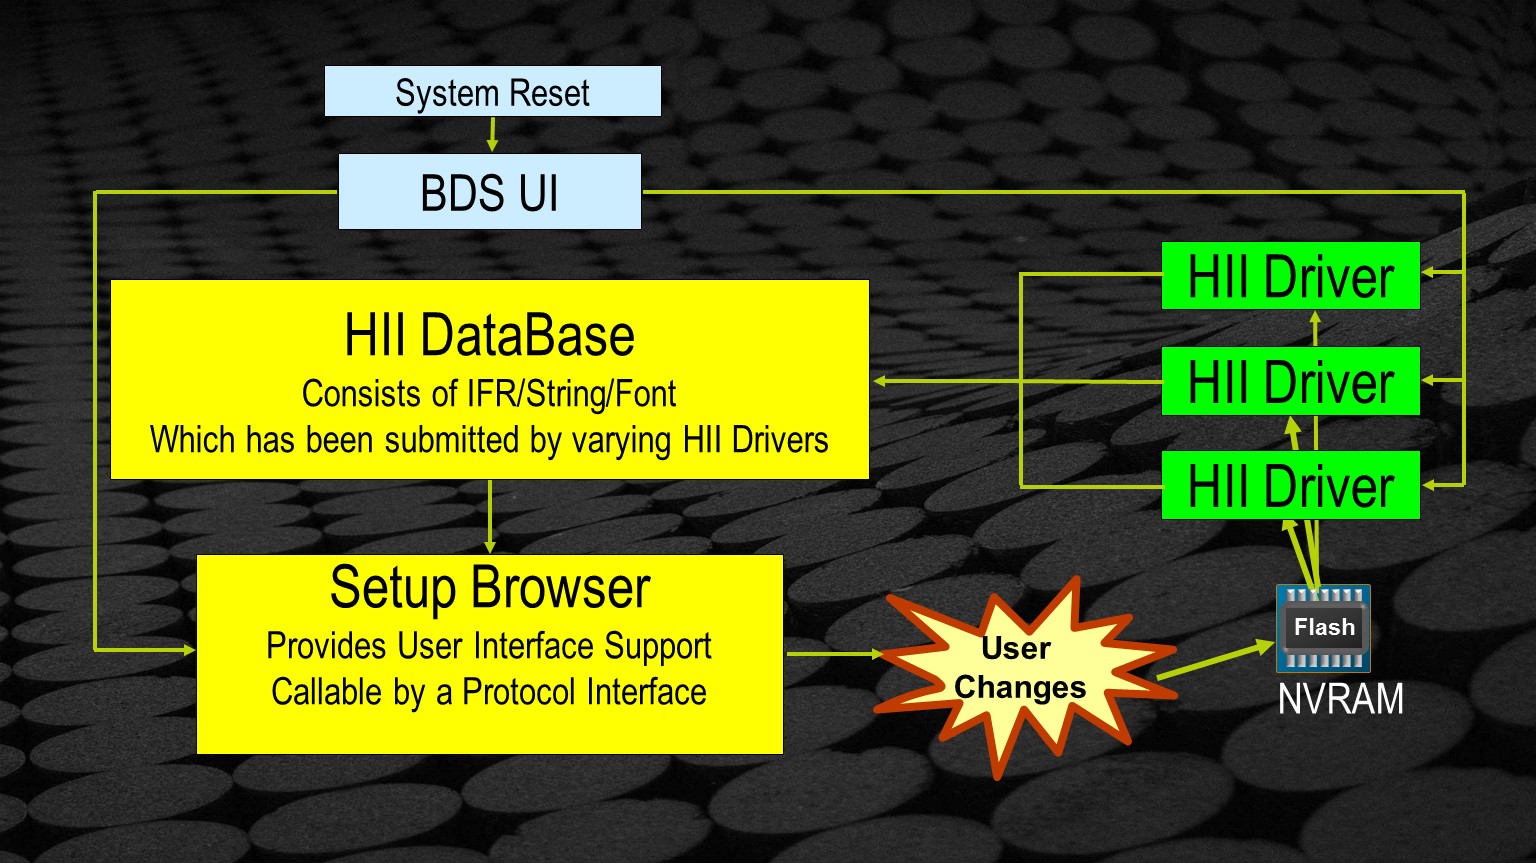 System Reset
BDS UI
HII DataBase
Consists of IFR/String/Font
Which has been submitted by varying HII Drivers
HII Driver
HII Driver
HII Driver
Setup Browser
Provides User Interface Support
Callable by a Protocol Interface
User
Changes
Flash
NVRAM